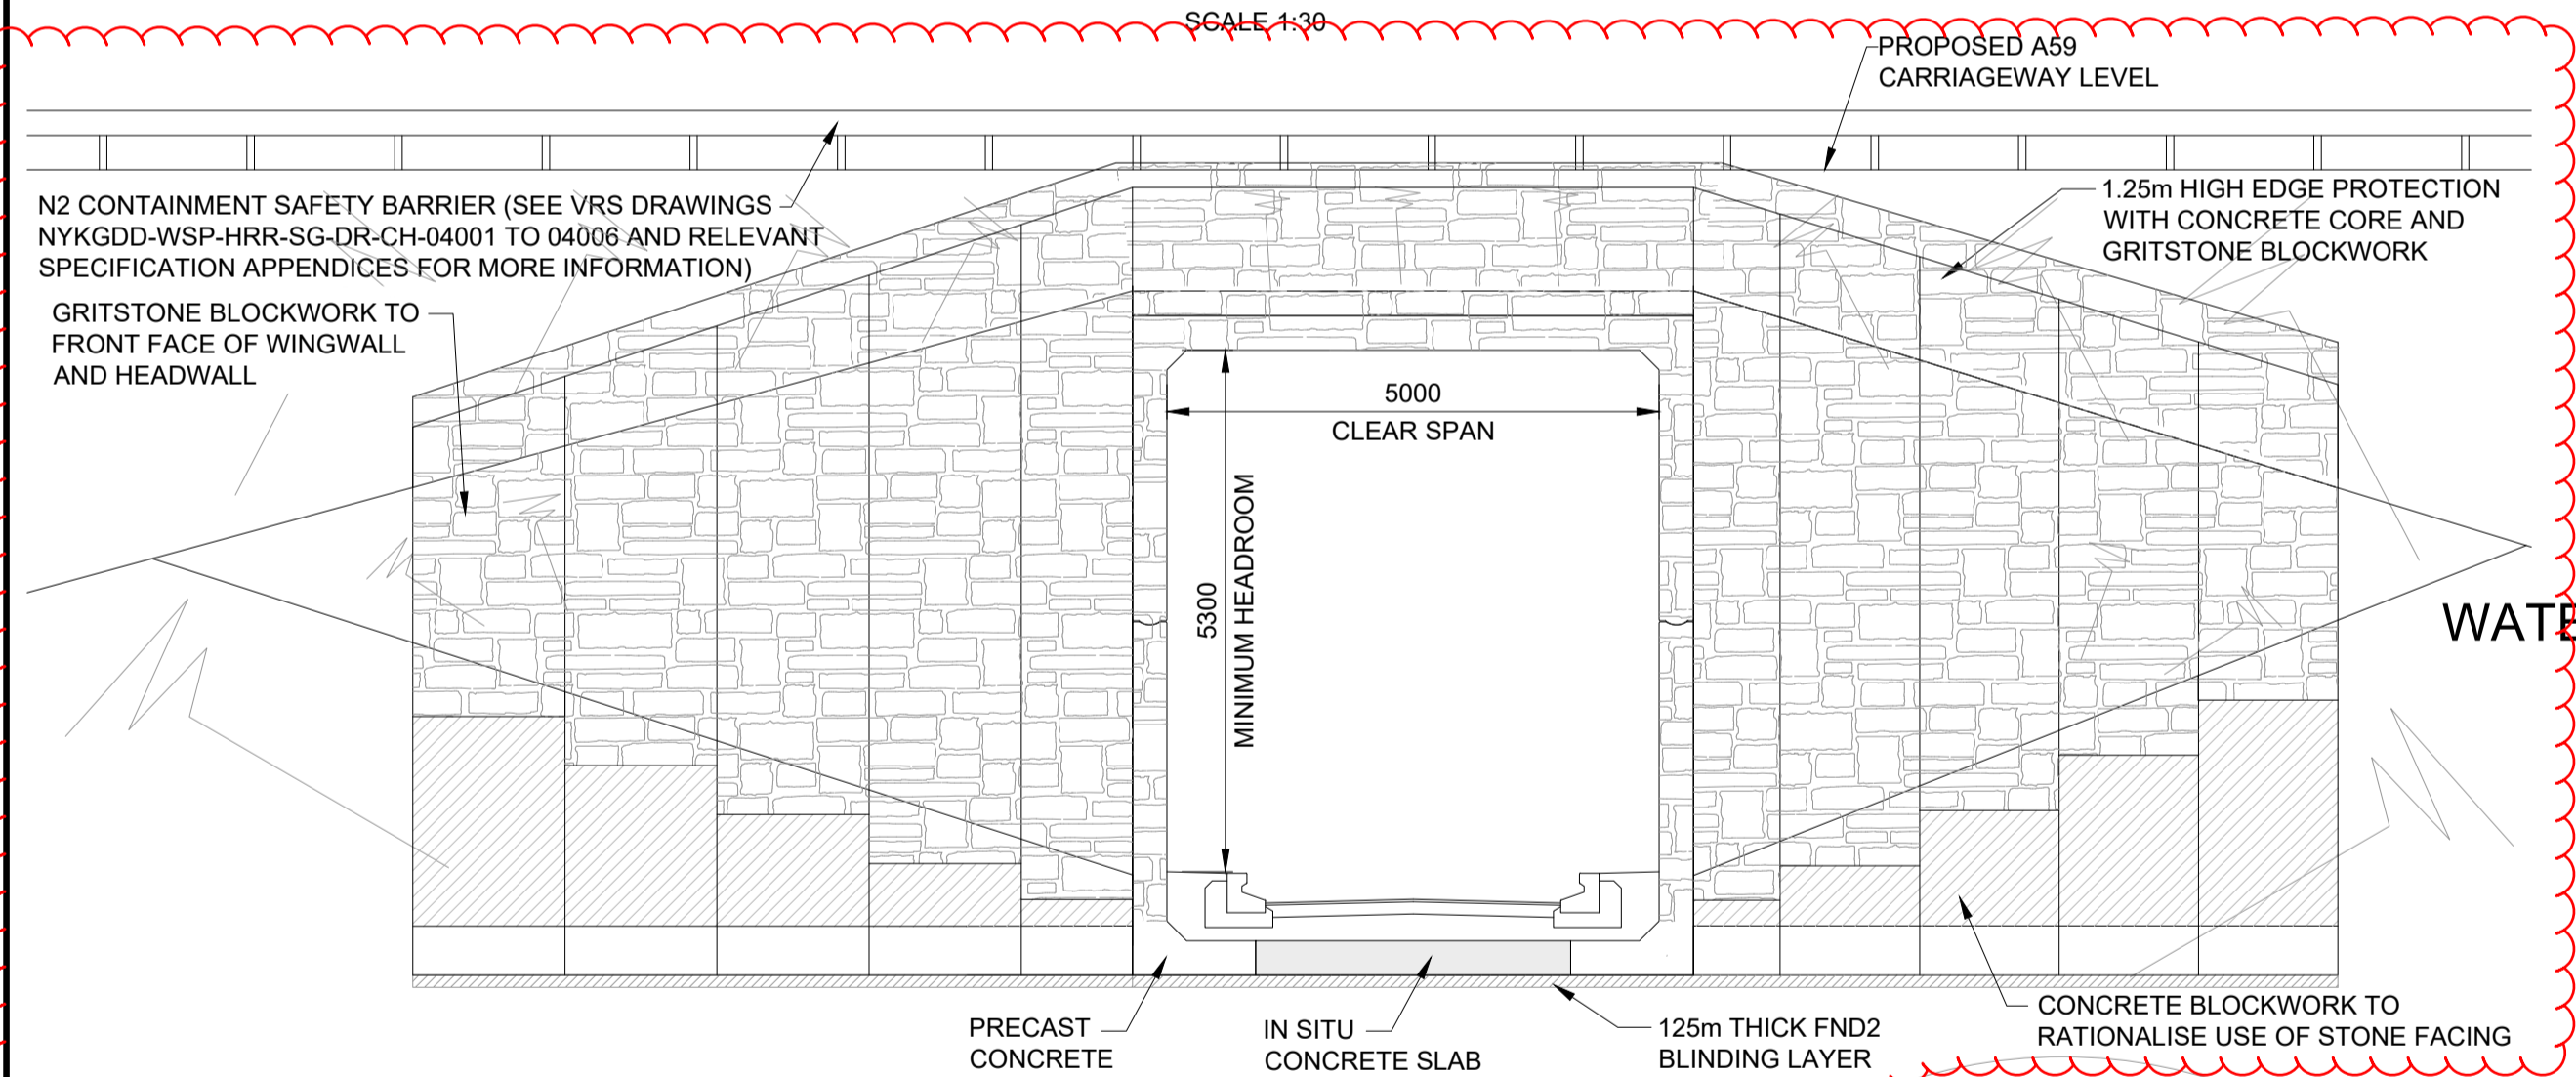 SCALE 1:30
PROPOSED A59
CARRIAGEWAY LEVEL
N2 CONTAINMENT SAFETY BARRIER (SEE VRS DRAWINGS
NYKGDD-WSP-HRR-SG-DR-CH-04001 TO 04006 AND RELEVANT
SPECIFICATION APPENDICES FOR MORE INFORMATION)
1.25m HIGH EDGE PROTECTION
WITH CONCRETE CORE AND
GRITSTONE BLOCKWORK
GRITSTONE BLOCKWORK TO
FRONT FACE OF WINGWALL
AND HEADWALL
5000
CLEAR SPAN
5300
MINIMUM HEADROOM
WATE
PRECAST
CONCRETE
IN SITU
CONCRETE SLAB
125m THICK FND2
BLINDING LAYER
CONCRETE BLOCKWORK TO
RATIONALISE USE OF STONE FACING